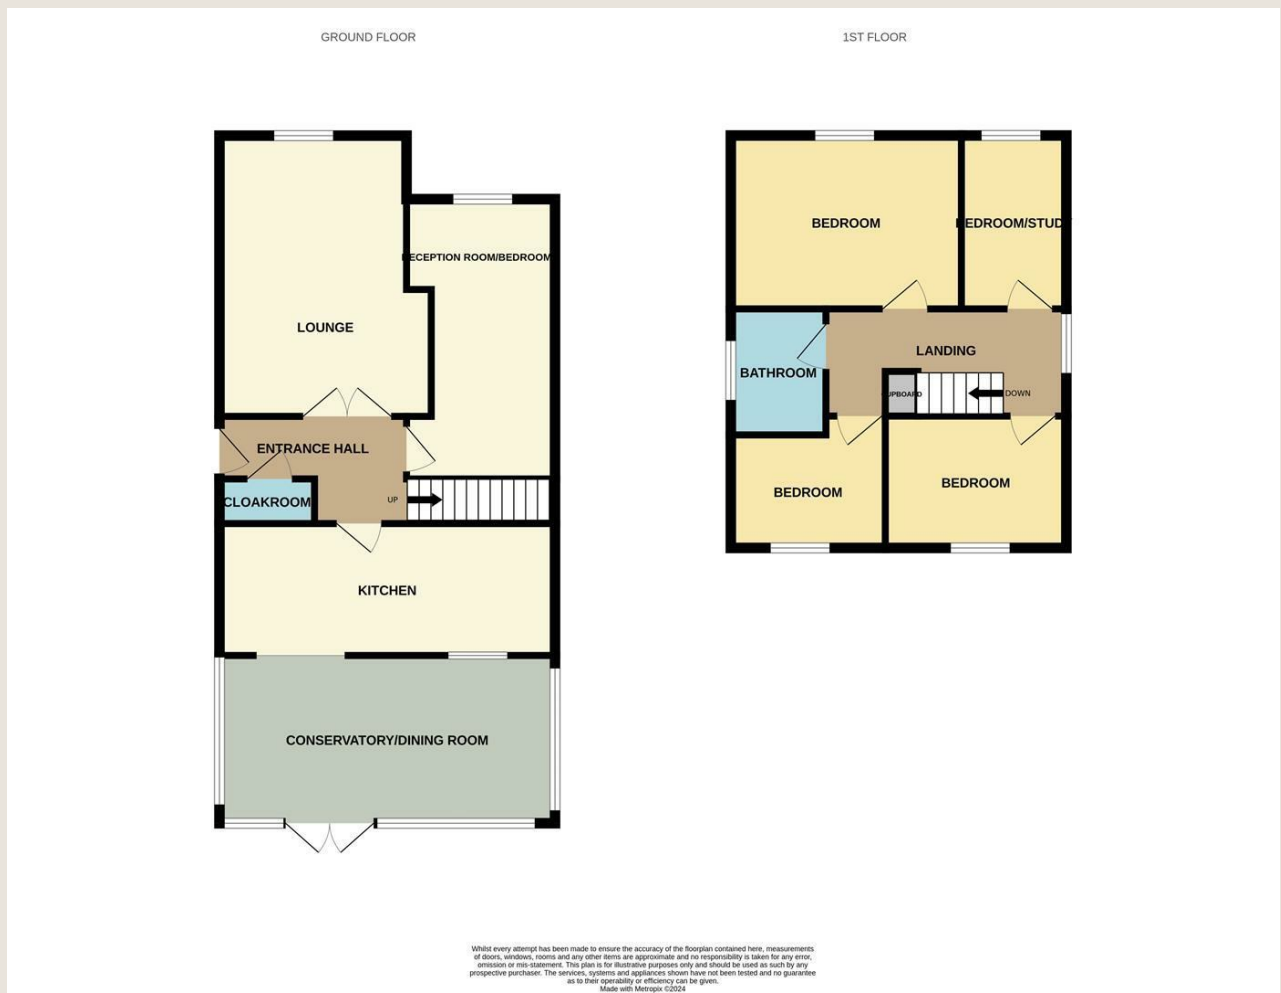 GROUND FLOOR
1ST FLOOR
RECEPTION ROOM/BEDROOM
LOUNGE
ENTRANCE HALL
CLOAKROOM
UP
KITCHEN
CONSERVATORY/DINING ROOM
BEDROOM
BEDROOM/STUDY
LANDING
BATHROOM
CUPBOARD
DOWN
BEDROOM
BEDROOM
Whilst every attempt has been made to ensure the accuracy of the floorplan contained here, measurements
of doors, windows, rooms and any other items are approximate and no responsibility is taken for any error,
omission or mis-statement. This plan is for illustrative purposes only and should be used as such by any
prospective purchaser. The services, systems and appliances shown have not been tested and no guarantee
as to their operability or efficiency can be given.
Made with Metropix ©2024